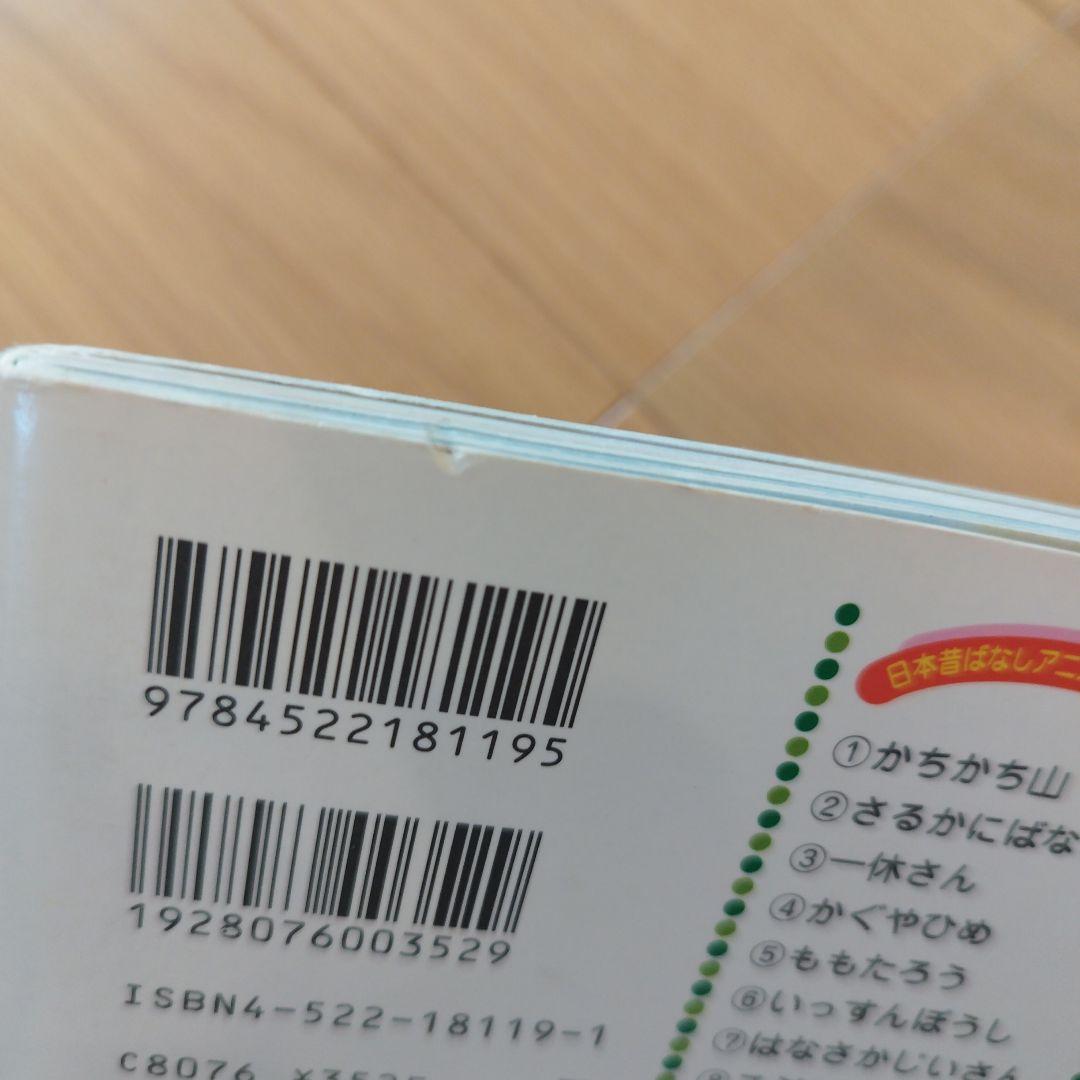 9784522181195
1928076003529
ISBN4-522-18119-1
C8076
日本昔ばなしアニ
①かちかち山
②さるかにばな
③一休さん
④かぐやひめ
⑤ももたろう
⑥いっすんぼうし
⑦はなさかじいさん